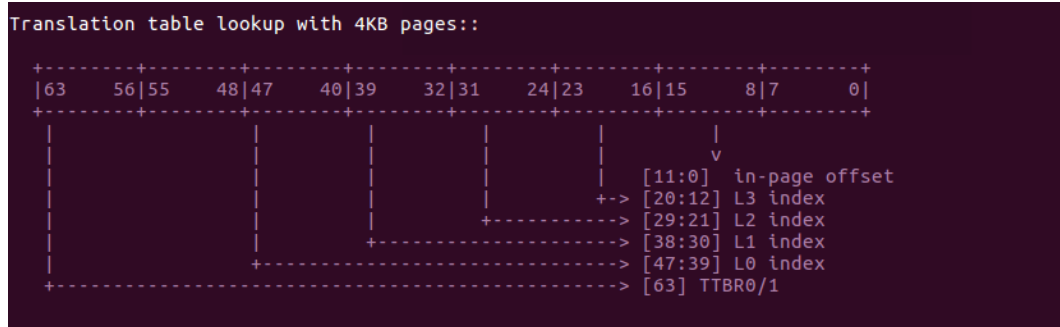 Translation table lookup with 4KB pages::
+--------+--------+--------+--------+--------+--------+--------+--------+
|63    56|55    48|47    40|39    32|31    24|23    16|15     8|7      0|
+--------+--------+--------+--------+--------+--------+--------+--------+
 |                 |         |         |         |         |
 |                 |         |         |         |         v
 |                 |         |         |         |   [11:0]  in-page offset
 |                 |         |         |         +-> [20:12] L3 index
 |                 |         |         +-----------> [29:21] L2 index
 |                 |         +---------------------> [38:30] L1 index
 |                 +-------------------------------> [47:39] L0 index
 +-------------------------------------------------> [63] TTBR0/1